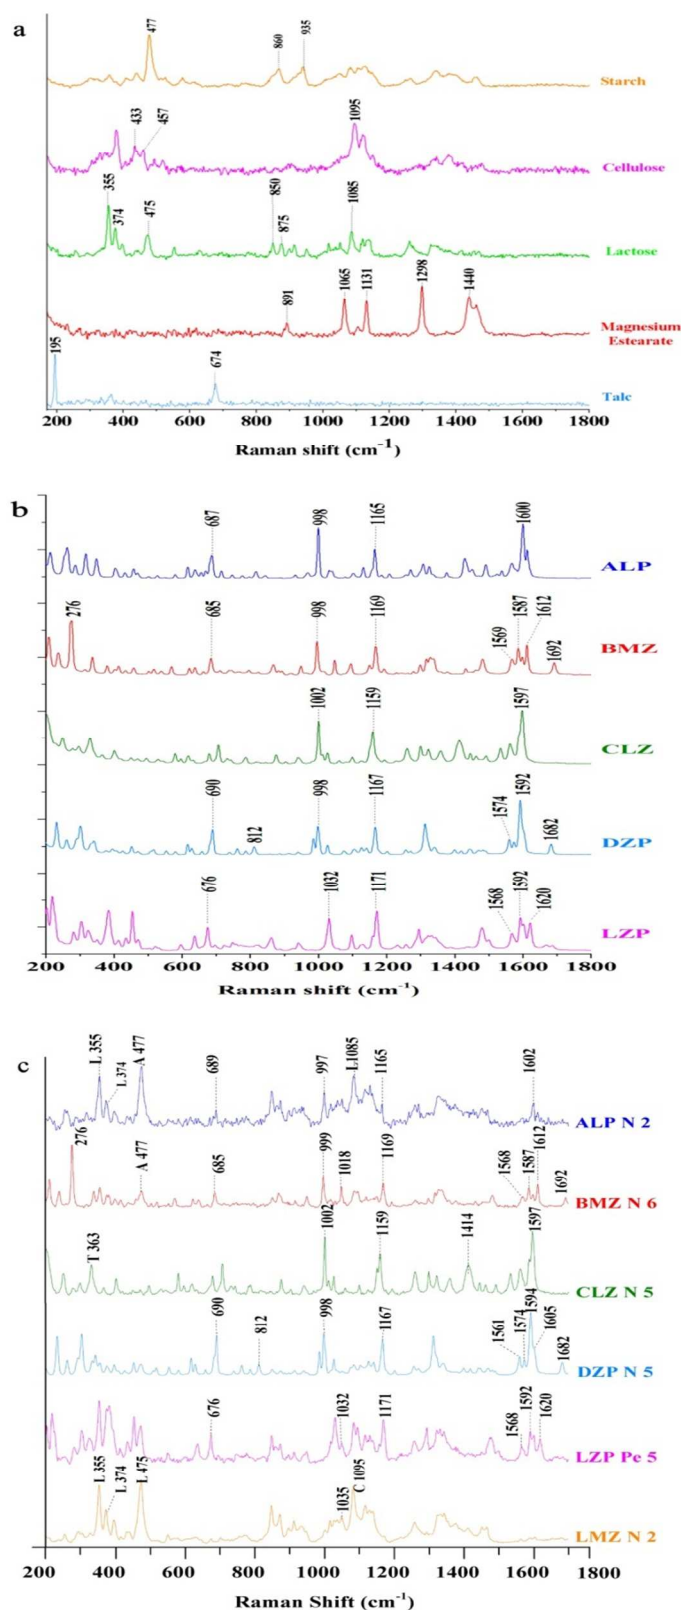 a
477
860
935
Starch
433
457
1095
Cellulose
355
374
475
850
875
1085
Lactose
891
1065
1131
1298
1440
Magnesium
Estearate
195
674
Talc
200 400 600 800 1000 1200 1400 1600 1800
Raman shift (cm-1)
b
687
998
1165
1600
ALP
276
685
998
1169
1569
1587
1612
1692
BMZ
1002
1159
1597
CLZ
690
812
998
1167
1574
1592
1682
DZP
676
1032
1171
1568
1592
1620
LZP
200 400 600 800 1000 1200 1400 1600 1800
Raman shift (cm-1)
c
L 355
L 374
A 477
689
997
L1085
1165
1602
ALP N 2
276
A 477
685
999
1018
1169
1568
1587
1612
1692
BMZ N 6
T 363
1002
1159
1414
1597
CLZ N 5
690
812
998
1167
1561
1574
1594
1605
1682
DZP N 5
676
1032
1171
1568
1592
1620
LZP Pe 5
L 355
L 374
L 475
1035
C 1095
LMZ N 2
200 400 600 800 1000 1200 1400 1600 1800
Raman Shift (cm-1)